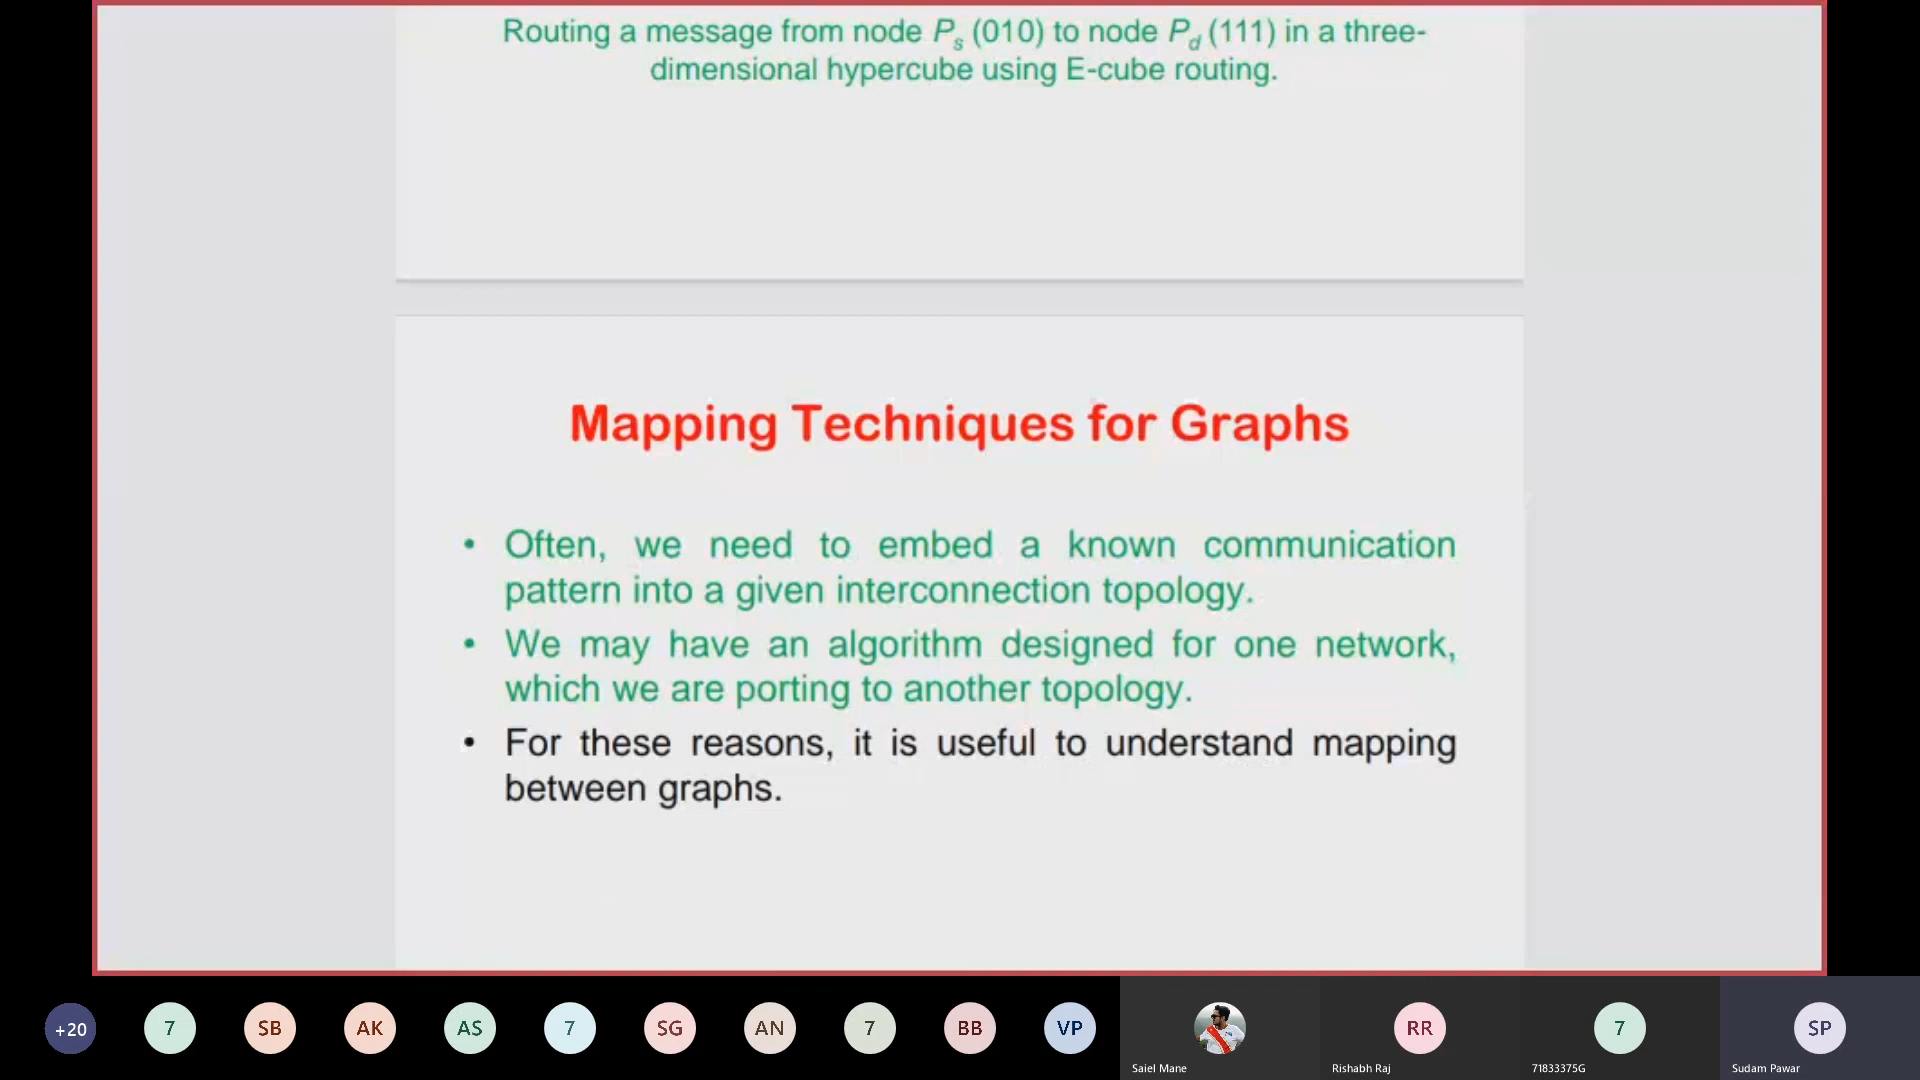 Routing a message from node Ps (010) to node Pd (111) in a three-
dimensional hypercube using E-cube routing.
Mapping Techniques for Graphs
• Often, we need to embed a known communication
pattern into a given interconnection topology.
• We may have an algorithm designed for one network,
which we are porting to another topology.
• For these reasons, it is useful to understand mapping
between graphs.
+20 7 SB AK AS 7 SG AN 7 BB VP RR 7 SP
Saiel Mane Rishabh Raj 71833375G Sudam Pawar